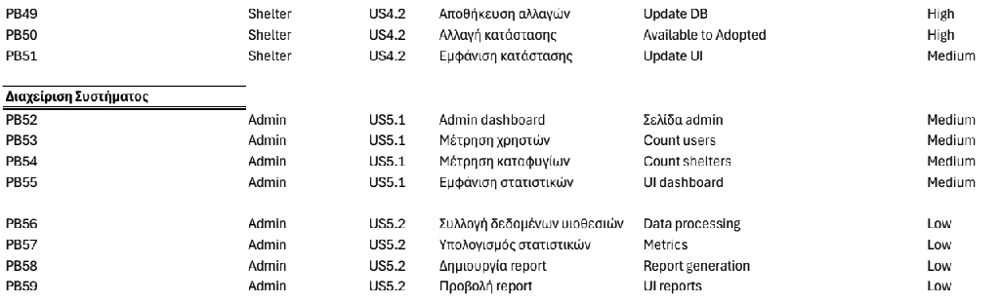 PB49 Shelter US4.2 Αποθήκευση αλλαγών Update DB High
PB50 Shelter US4.2 Αλλαγή κατάστασης Available to Adopted High
PB51 Shelter US4.2 Εμφάνιση κατάστασης Update UI Medium
Διαχείριση Συστήματος
PB52 Admin US5.1 Admin dashboard Σελίδα admin Medium
PB53 Admin US5.1 Μέτρηση χρηστών Count users Medium
PB54 Admin US5.1 Μέτρηση καταφυγίων Count shelters Medium
PB55 Admin US5.1 Εμφάνιση στατιστικών UI dashboard Medium
PB56 Admin US5.2 Συλλογή δεδομένων υιοθεσιών Data processing Low
PB57 Admin US5.2 Υπολογισμός στατιστικών Metrics Low
PB58 Admin US5.2 Δημιουργία report Report generation Low
PB59 Admin US5.2 Προβολή report UI reports Low